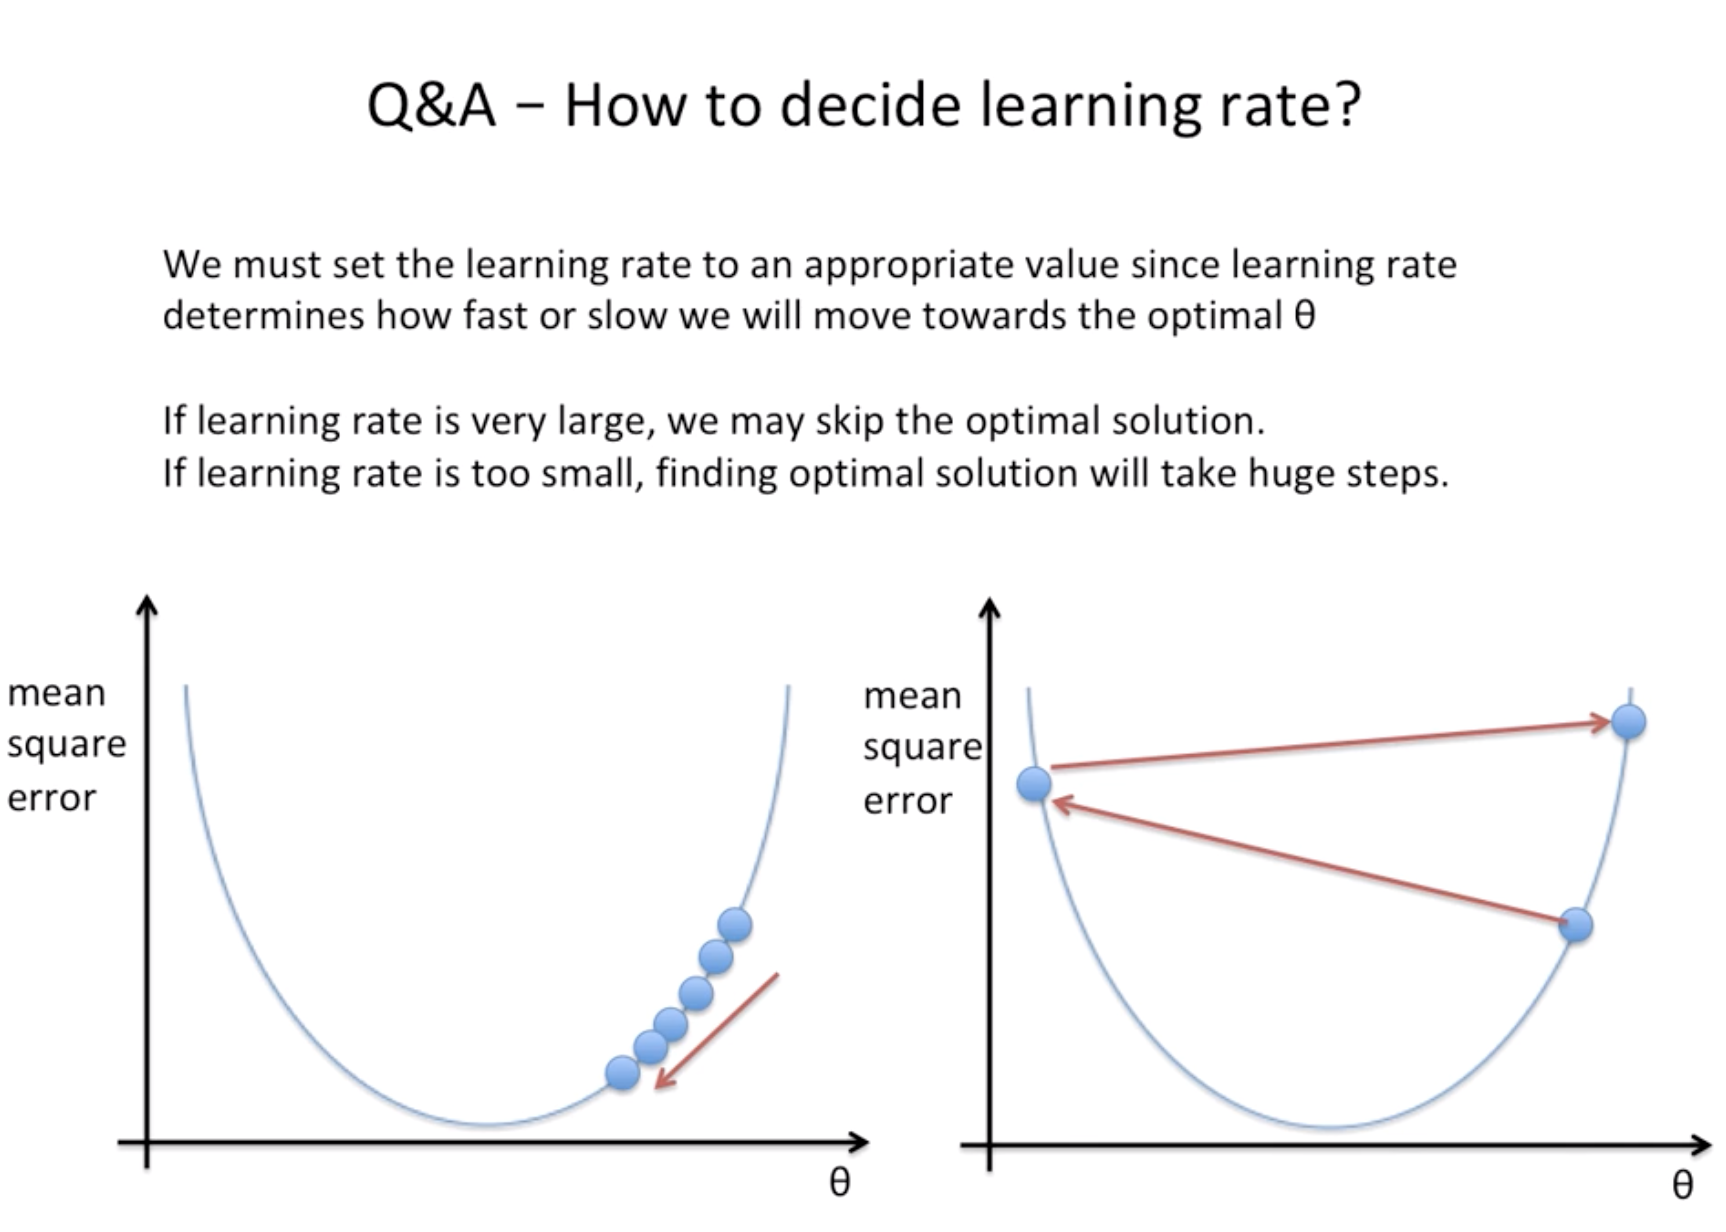 Q&A – How to decide learning rate?
We must set the learning rate to an appropriate value since learning rate
determines how fast or slow we will move towards the optimal θ
If learning rate is very large, we may skip the optimal solution.
If learning rate is too small, finding optimal solution will take huge steps.
mean
square
error
θ
mean
square
error
θ